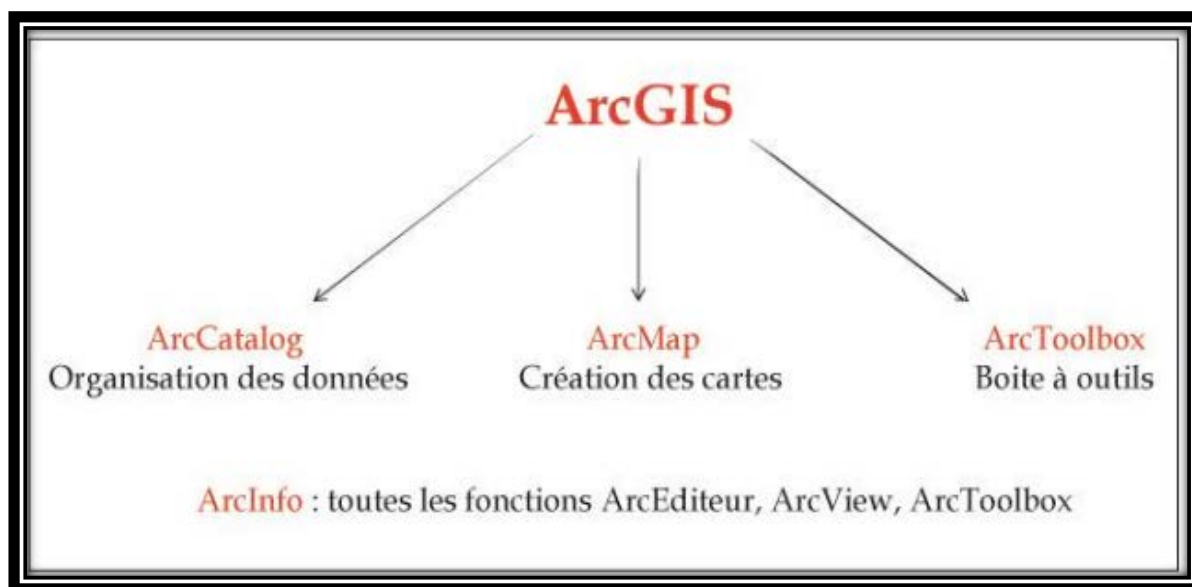 ArcGIS
ArcCatalog
Organisation des données
ArcMap
Création des cartes
ArcToolbox
Boite à outils
ArcInfo : toutes les fonctions ArcEditeur, ArcView, ArcToolbox